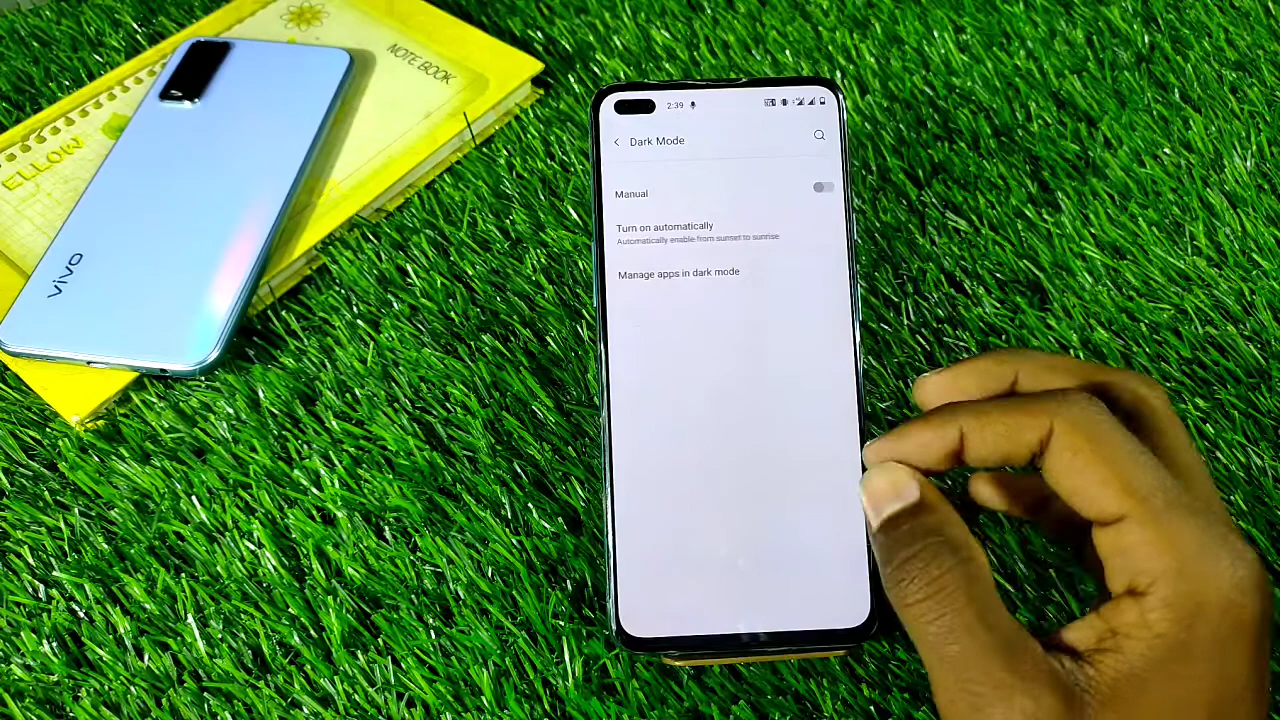 NOTE BOOK
ELLOW
vivo
2:39
Dark Mode
Manual
Turn on automatically
Automatically enable from sunset to sunrise
Manage apps in dark mode